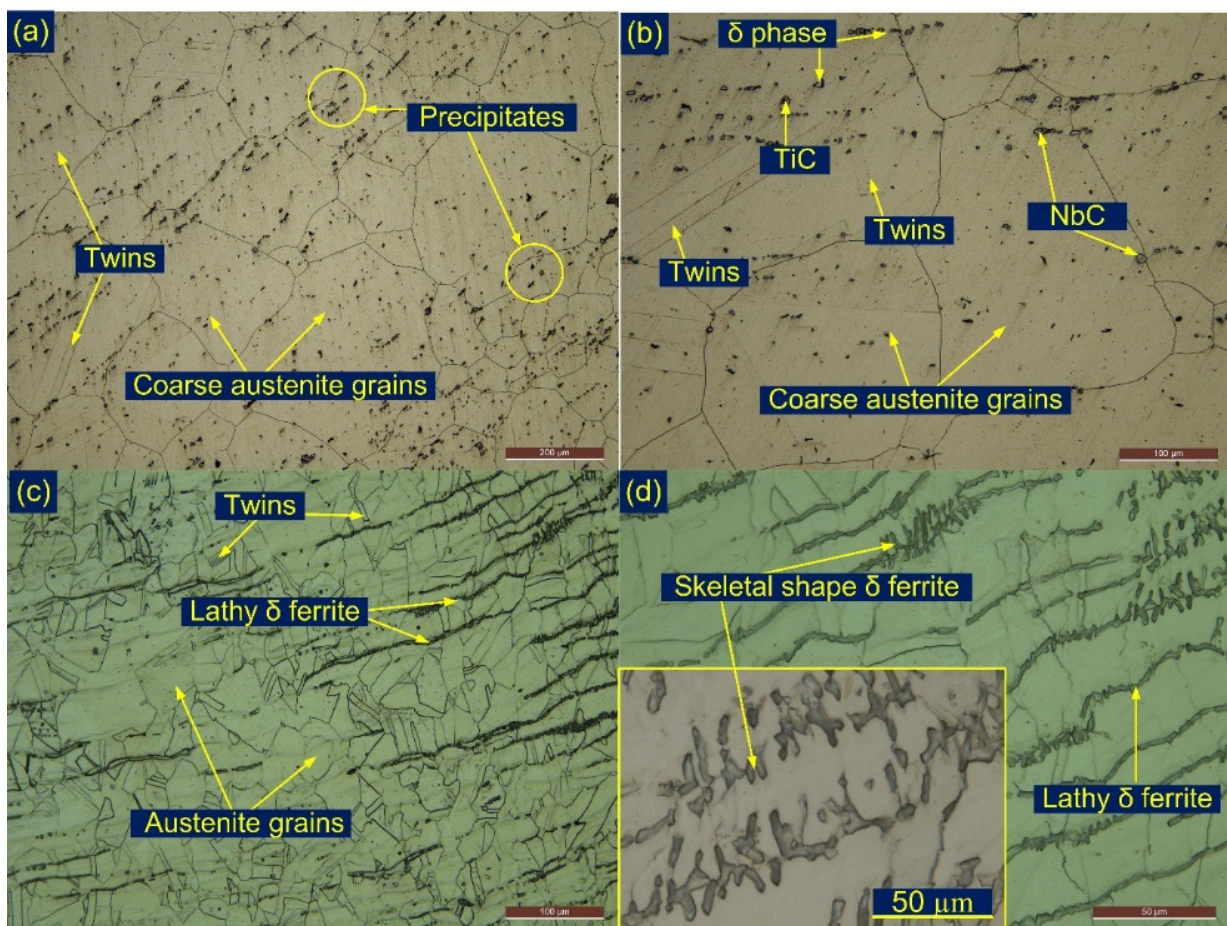 (a)
Precipitates
Twins
Coarse austenite grains
200 μm
(b)
δ phase
TiC
NbC
Twins
Twins
Coarse austenite grains
100 μm
(c)
Twins
Lathy δ ferrite
Austenite grains
100 μm
(d)
Skeletal shape δ ferrite
Lathy δ ferrite
50 μm
50 μm